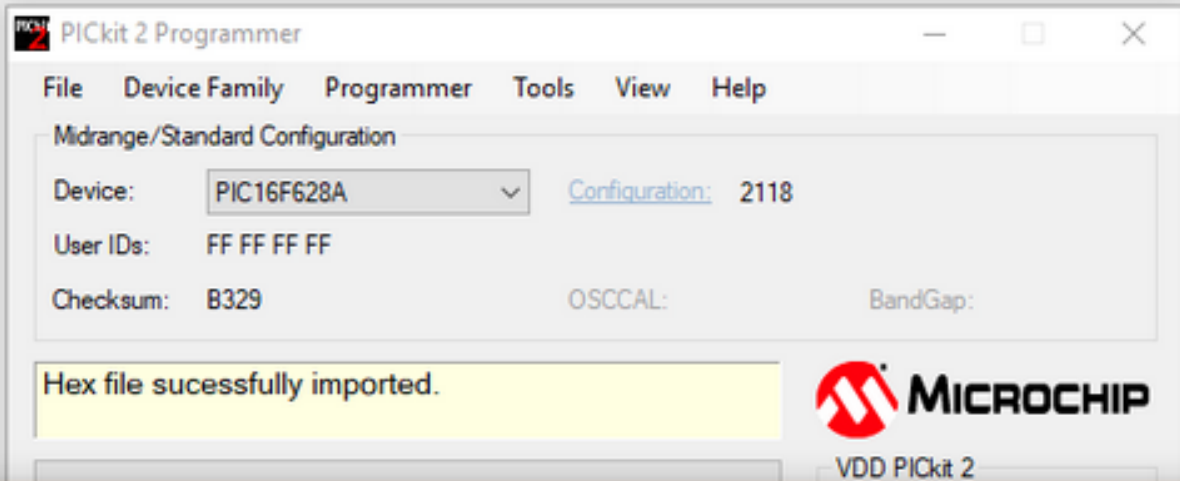 PICkit 2 Programmer
File Device Family Programmer Tools View Help
Midrange/Standard Configuration
Device: PIC16F628A Configuration: 2118
User IDs: FF FF FF FF
Checksum: B329 OSCCAL: BandGap:
Hex file sucessfully imported.
MICROCHIP
VDD PICkit 2